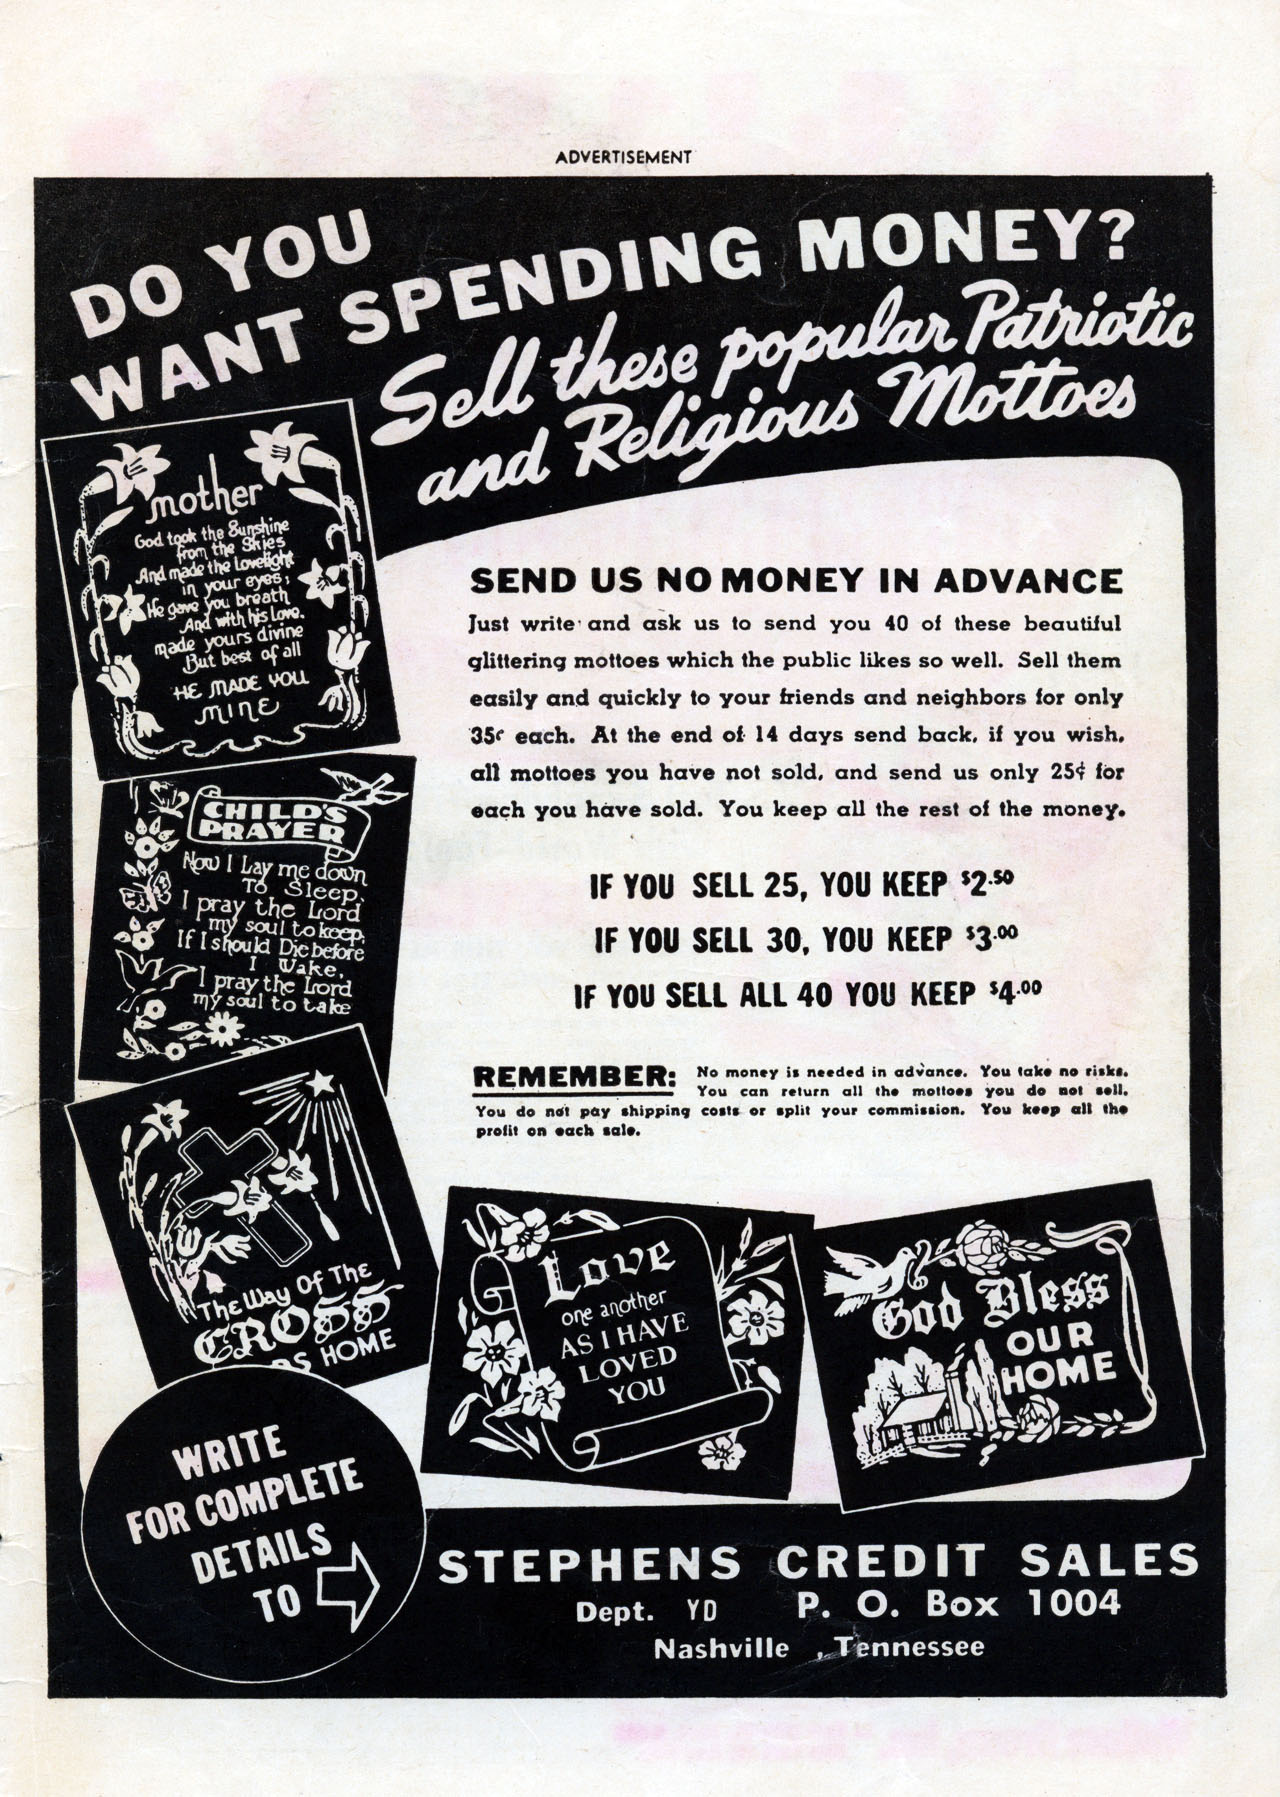 ADVERTISEMENT
DO YOU
WANT SPENDING MONEY?
Sell these popular Patriotic
and Religious Mottoes
mother
God took the Sunshine
from the Skies
And made the Lovelight
in your eyes;
He gave you breath
And with his Love.
made yours divine
But best of all
HE MADE YOU
MINE
CHILD'S
PRAYER
Now I Lay me down
To Sleep,
I pray the Lord
my soul to keep,
If I should Die before
I Wake,
I pray the Lord
my soul to take
The Way Of The
CROSS
HOME
SEND US NO MONEY IN ADVANCE
Just write and ask us to send you 40 of these beautiful
glittering mottoes which the public likes so well. Sell them
easily and quickly to your friends and neighbors for only
35¢ each. At the end of 14 days send back, if you wish,
all mottoes you have not sold, and send us only 25¢ for
each you have sold. You keep all the rest of the money.
IF YOU SELL 25, YOU KEEP $2.50
IF YOU SELL 30, YOU KEEP $3.00
IF YOU SELL ALL 40 YOU KEEP $4.00
REMEMBER: No money is needed in advance. You take no risks.
You can return all the mottoes you do not sell.
You do not pay shipping costs or split your commission. You keep all the
profit on each sale.
Love
one another
AS I HAVE
LOVED
YOU
God Bless
OUR
HOME
WRITE
FOR COMPLETE
DETAILS
TO
STEPHENS CREDIT SALES
Dept. YD P. O. Box 1004
Nashville, Tennessee